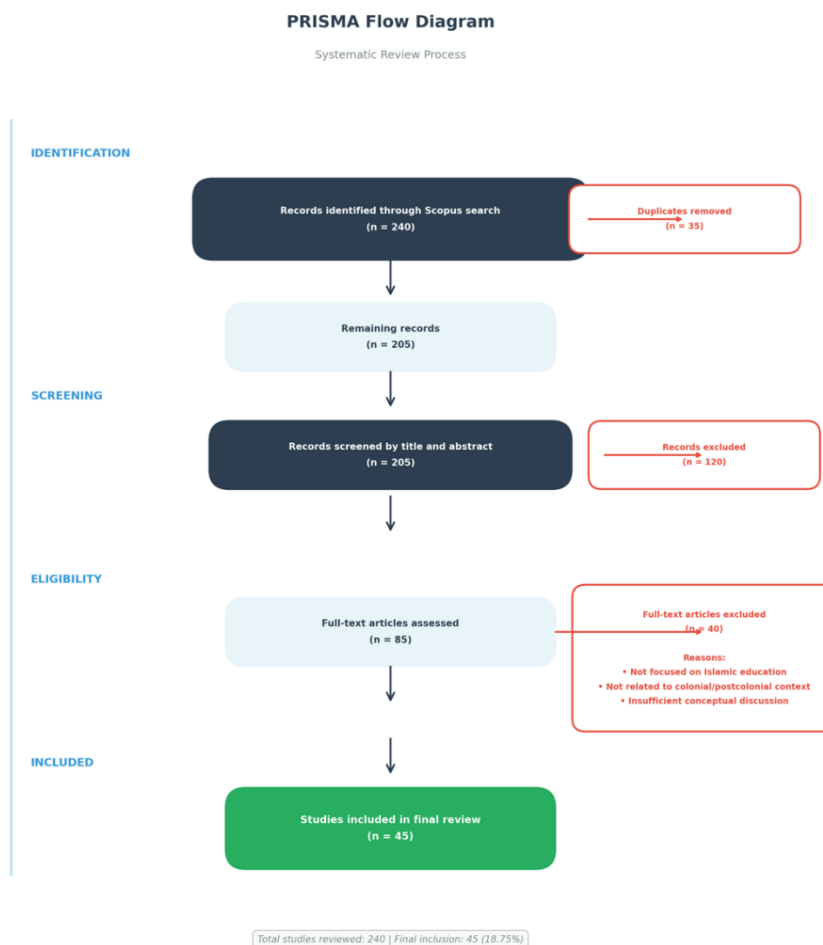 PRISMA Flow Diagram
Systematic Review Process
IDENTIFICATION
Records identified through Scopus search
(n = 240)
Duplicates removed
(n = 35)
Remaining records
(n = 205)
SCREENING
Records screened by title and abstract
(n = 205)
Records excluded
(n = 120)
ELIGIBILITY
Full-text articles assessed
(n = 85)
Full-text articles excluded
(n = 40)
Reasons:
• Not focused on Islamic education
• Not related to colonial/postcolonial context
• Insufficient conceptual discussion
INCLUDED
Studies included in final review
(n = 45)
Total studies reviewed: 240 | Final inclusion: 45 (18.75%)